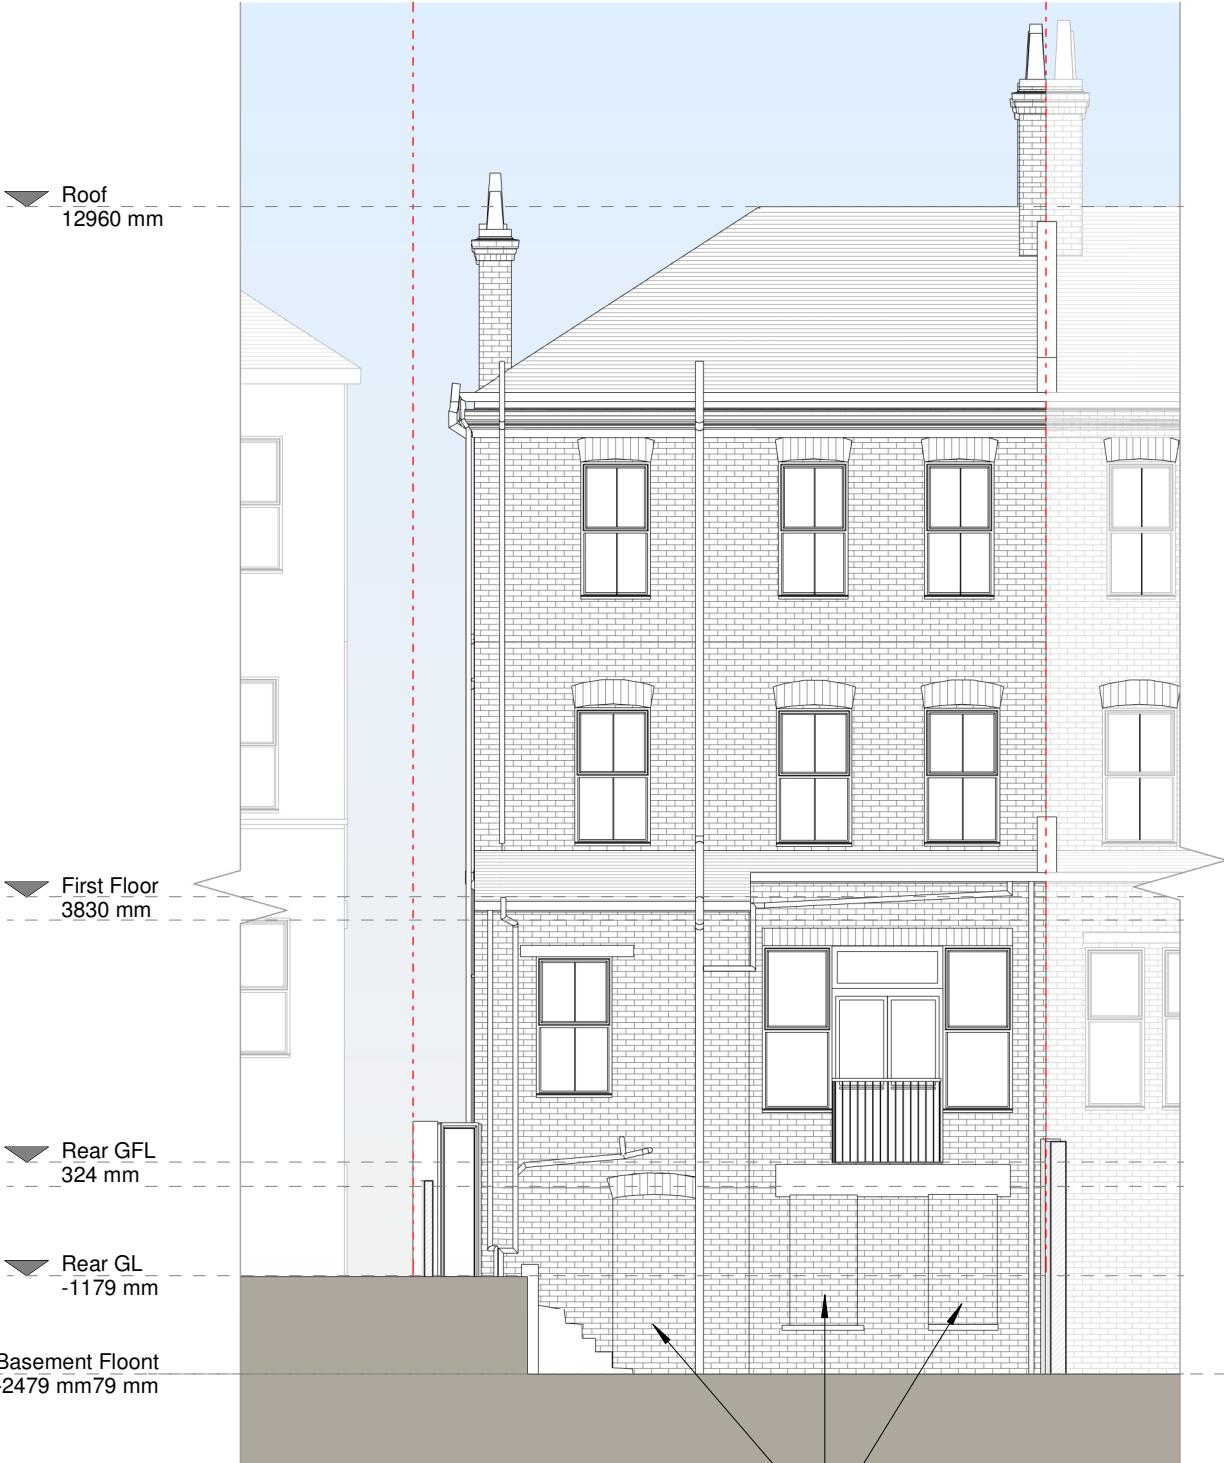 Roof
12960 mm
First Floor
3830 mm
Rear GFL
324 mm
Rear GL
-1179 mm
Basement Floont
-2479 mm79 mm